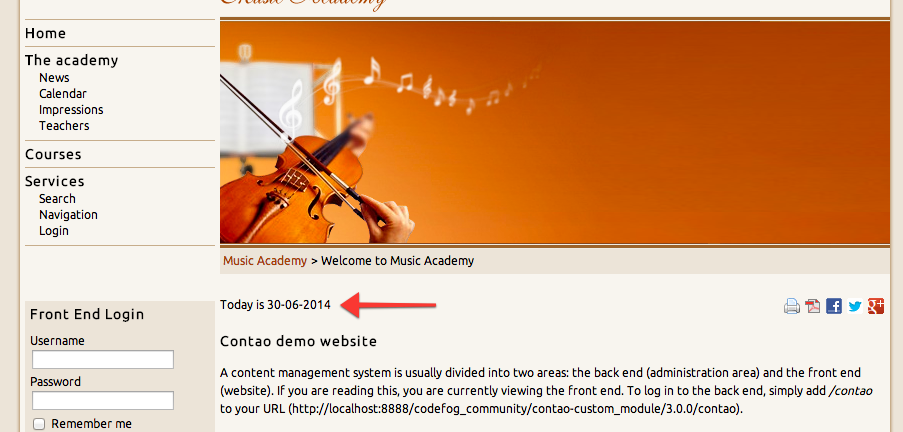 Music Academy
Home
The academy
News
Calendar
Impressions
Teachers
Courses
Services
Search
Navigation
Login
Music Academy > Welcome to Music Academy
Today is 30-06-2014
Contao demo website
A content management system is usually divided into two areas: the back end (administration area) and the front end
(website). If you are reading this, you are currently viewing the front end. To log in to the back end, simply add /contao
to your URL (http://localhost:8888/codefog_community/contao-custom_module/3.0.0/contao).
Front End Login
Username
Password
Remember me